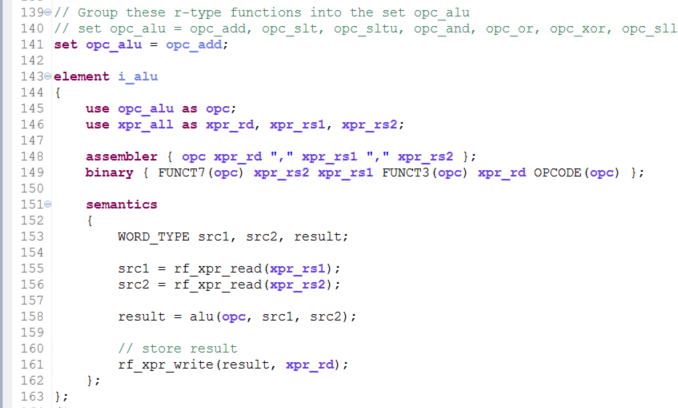 139 // Group these r-type functions into the set opc_alu
140 // set opc_alu = opc_add, opc_slt, opc_sltu, opc_and, opc_or, opc_xor, opc_sll
141 set opc_alu = opc_add;
142
143 element i_alu
144 {
145 use opc_alu as opc;
146 use xpr_all as xpr_rd, xpr_rs1, xpr_rs2;
147
148 assembler { opc xpr_rd "," xpr_rs1 "," xpr_rs2 };
149 binary { FUNCT7(opc) xpr_rs2 xpr_rs1 FUNCT3(opc) xpr_rd OPCODE(opc) };
150
151 semantics
152 {
153 WORD_TYPE src1, src2, result;
154
155 src1 = rf_xpr_read(xpr_rs1);
156 src2 = rf_xpr_read(xpr_rs2);
157
158 result = alu(opc, src1, src2);
159
160 // store result
161 rf_xpr_write(result, xpr_rd);
162 };
163 };